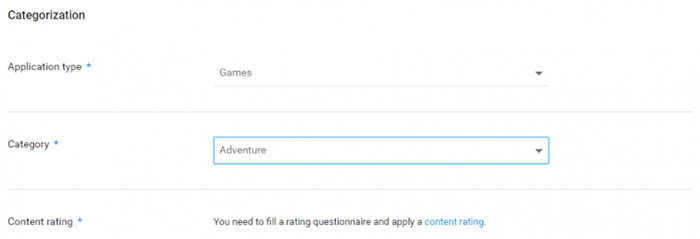 Categorization
Application type *
Games
Category *
Adventure
Content rating *
You need to fill a rating questionnaire and apply a content rating.